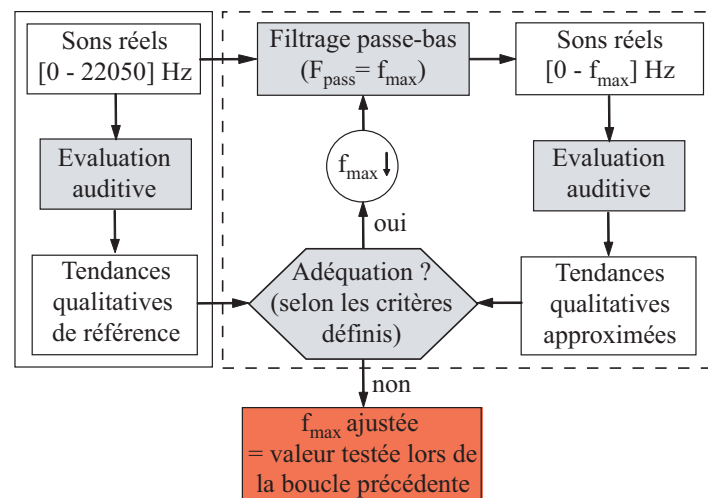 Sons réels
[0 - 22050] Hz
Filtrage passe-bas
(Fpass= fmax)
Sons réels
[0 - fmax] Hz
Evaluation
auditive
fmax
Evaluation
auditive
oui
Tendances
qualitatives
de référence
Adéquation ?
(selon les critères
définis)
Tendances
qualitatives
approximées
non
fmax ajustée
= valeur testée lors de
la boucle précédente